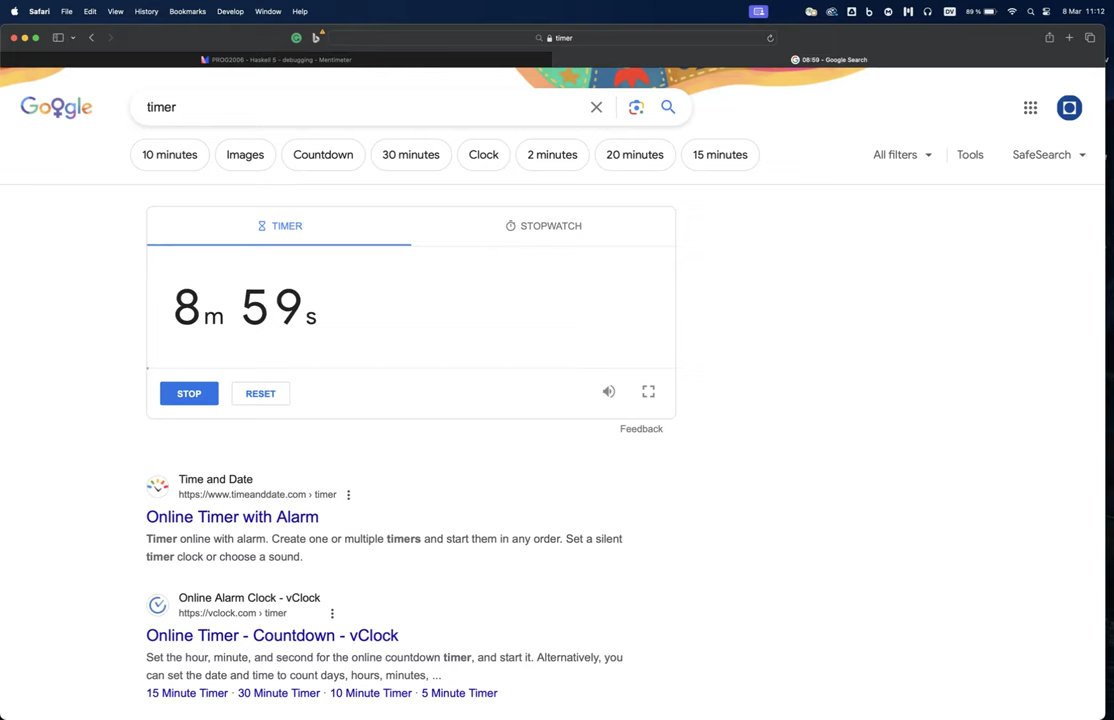 Safari File Edit View History Bookmarks Develop Window Help DV 89 % 8 Mar 11:12
timer
PROG2006 - Haskell 5 - debugging - Mentimeter 08:59 - Google Search
Google timer
10 minutes Images Countdown 30 minutes Clock 2 minutes 20 minutes 15 minutes All filters Tools SafeSearch
TIMER STOPWATCH
8m 59s
STOP RESET
Feedback
Time and Date
https://www.timeanddate.com › timer
Online Timer with Alarm
Timer online with alarm. Create one or multiple timers and start them in any order. Set a silent
timer clock or choose a sound.
Online Alarm Clock - vClock
https://vclock.com › timer
Online Timer - Countdown - vClock
Set the hour, minute, and second for the online countdown timer, and start it. Alternatively, you
can set the date and time to count days, hours, minutes, ...
15 Minute Timer · 30 Minute Timer · 10 Minute Timer · 5 Minute Timer